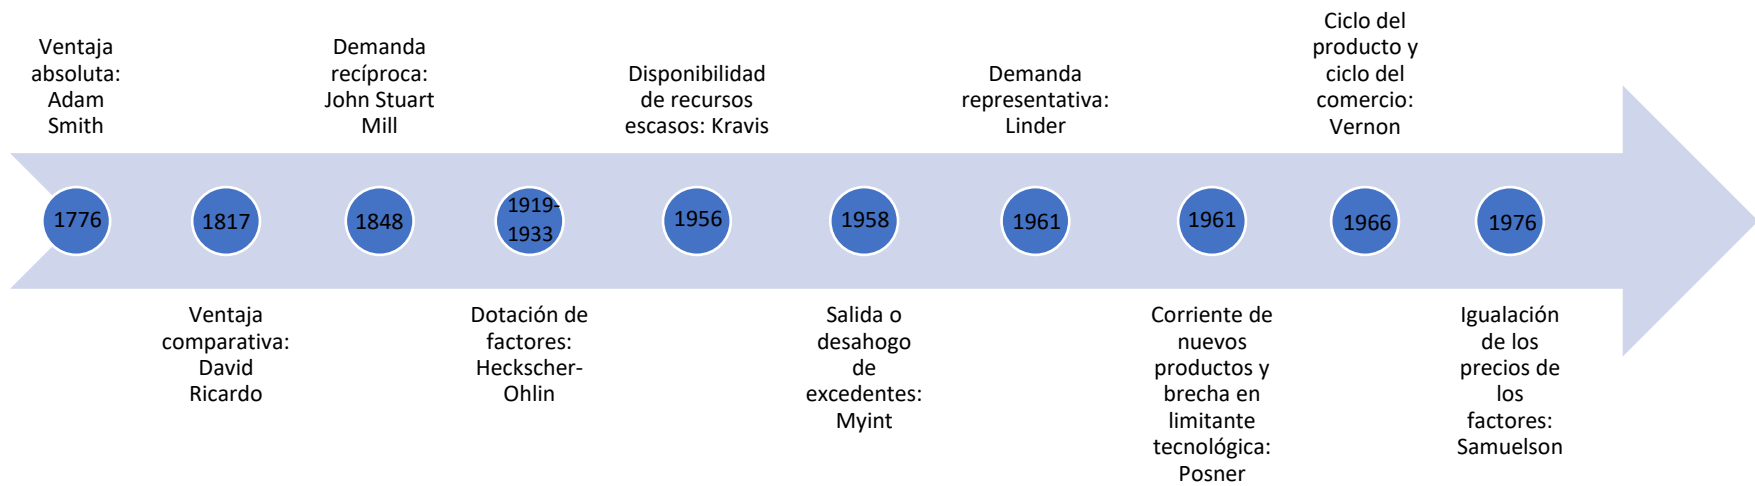 Ventaja
absoluta:
Adam
Smith
1776
1817
Ventaja
comparativa:
David
Ricardo
Demanda
recíproca:
John Stuart
Mill
1848
1919-
1933
Dotación de
factores:
Heckscher-
Ohlin
Disponibilidad
de recursos
escasos: Kravis
1956
1958
Salida o
desahogo
de
excedentes:
Myint
Demanda
representativa:
Linder
1961
1961
Corriente de
nuevos
productos y
brecha en
limitante
tecnológica:
Posner
Ciclo del
producto y
ciclo del
comercio:
Vernon
1966
1976
Igualación
de los
precios de
los
factores:
Samuelson